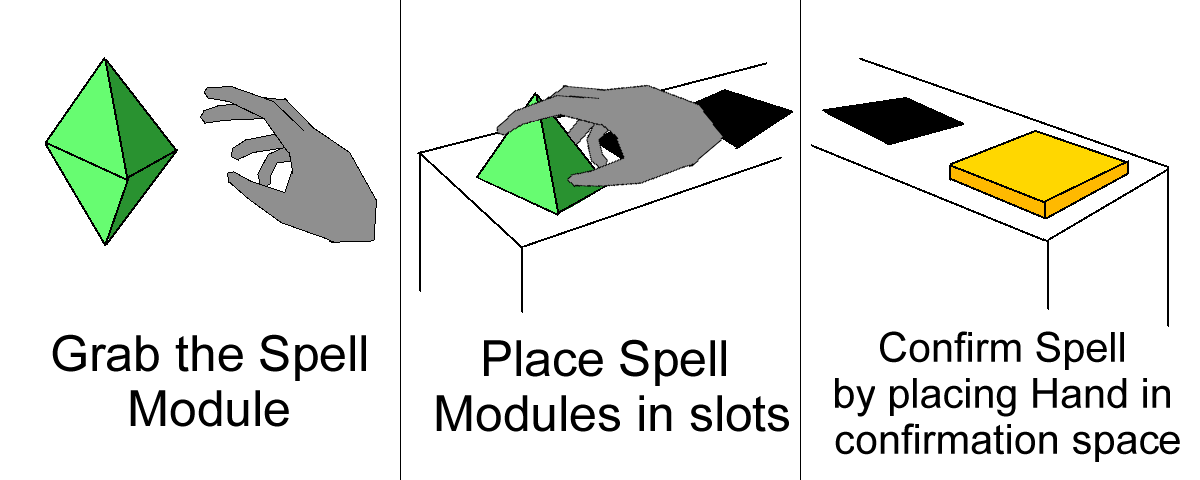 Grab the Spell
Module
Place Spell
Modules in slots
Confirm Spell
by placing Hand in
confirmation space